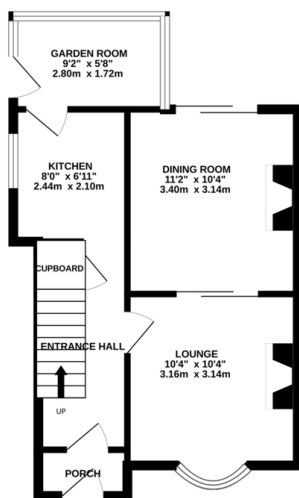 GARDEN ROOM
9'2" x 5'8"
2.80m x 1.72m
KITCHEN
8'0" x 6'11"
2.44m x 2.10m
DINING ROOM
11'2" x 10'4"
3.40m x 3.14m
CUPBOARD
ENTRANCE HALL
LOUNGE
10'4" x 10'4"
3.16m x 3.14m
UP
PORCH